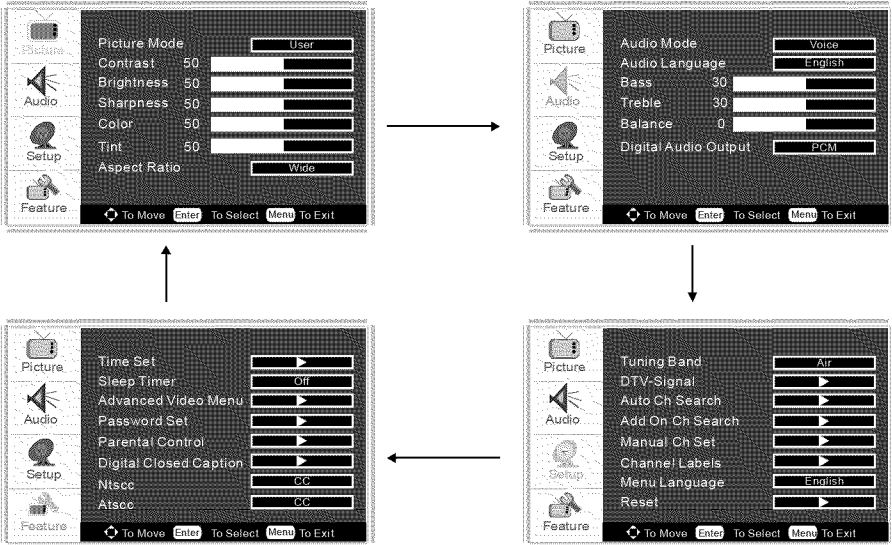 Picture
Audio
Setup
Feature
Picture Mode User
Contrast 50
Brightness 50
Sharpness 50
Color 50
Tint 50
Aspect Ratio Wide
To Move Enter To Select Menu To Exit
Picture
Audio
Setup
Feature
Audio Mode Voice
Audio Language English
Bass 30
Treble 30
Balance 0
Digital Audio Output PCM
To Move Enter To Select Menu To Exit
Picture
Audio
Setup
Feature
Time Set
Sleep Timer Off
Advanced Video Menu
Password Set
Parental Control
Digital Closed Caption
Ntscc CC
Atscc CC
To Move Enter To Select Menu To Exit
Picture
Audio
Setup
Feature
Tuning Band Air
DTV-Signal
Auto Ch Search
Add On Ch Search
Manual Ch Set
Channel Labels
Menu Language English
Reset
To Move Enter To Select Menu To Exit